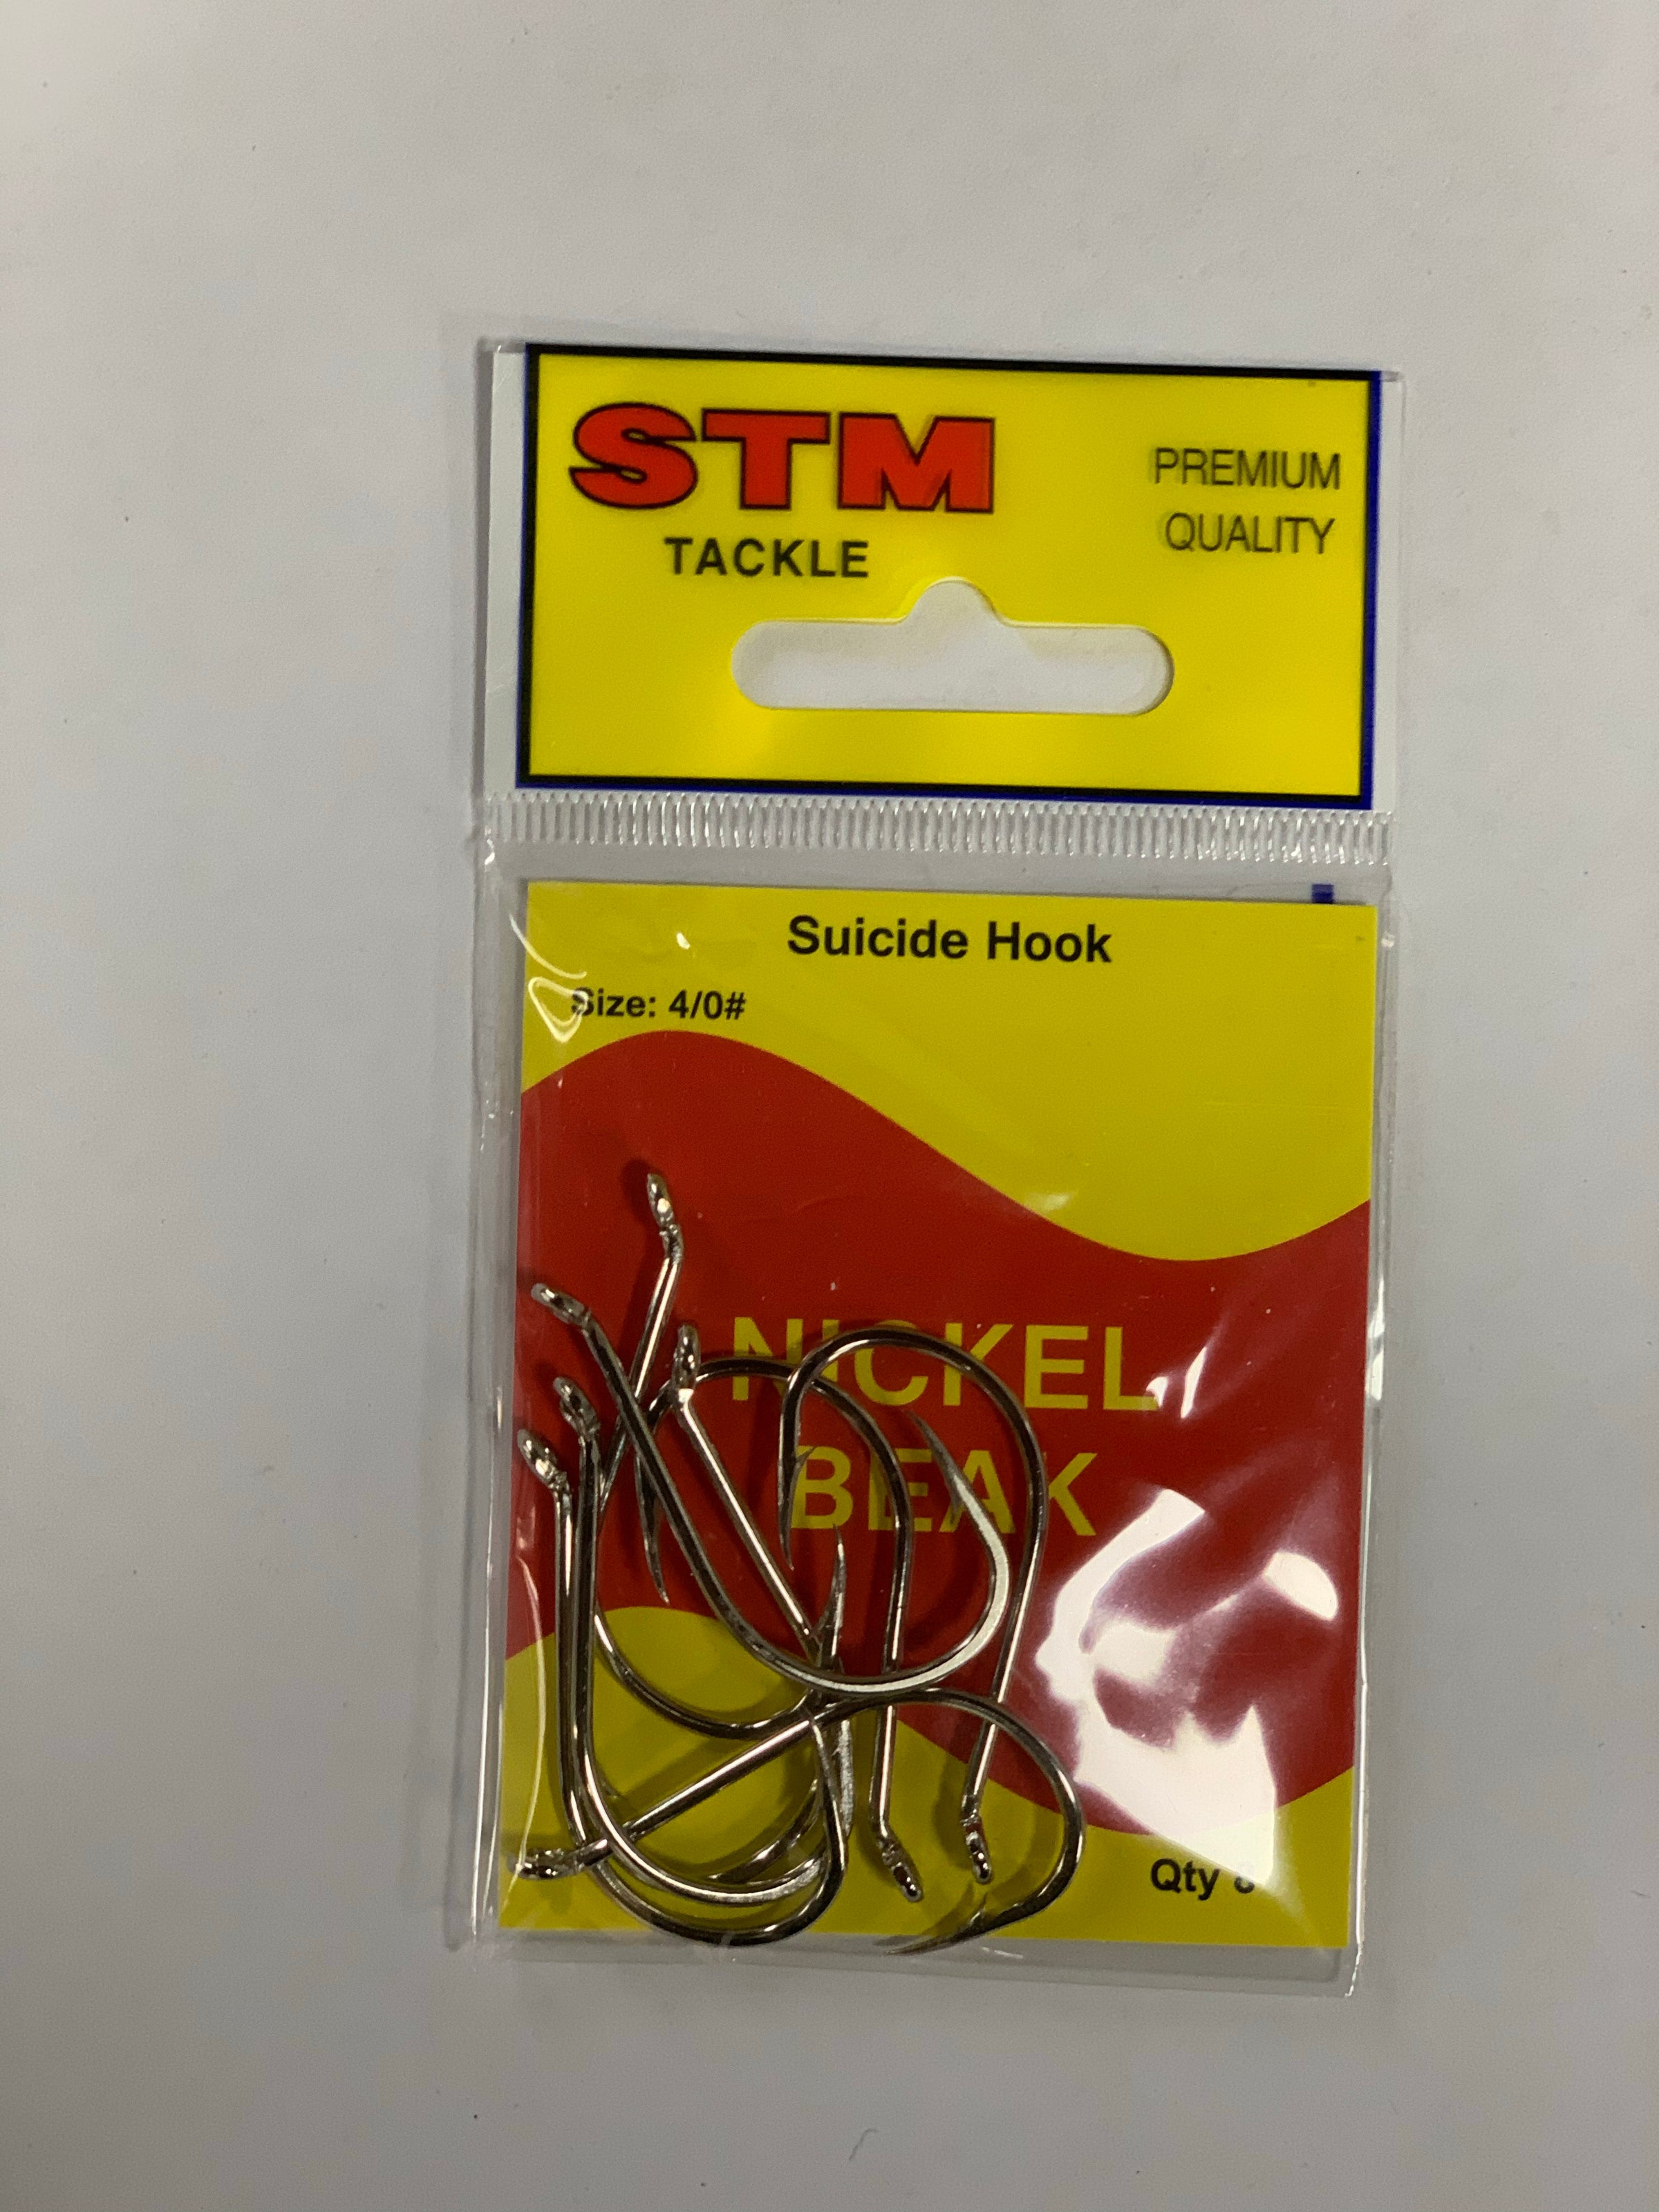 STM
TACKLE
PREMIUM
QUALITY
Suicide Hook
Size: 4/0#
NICKEL
BEAK
Qty